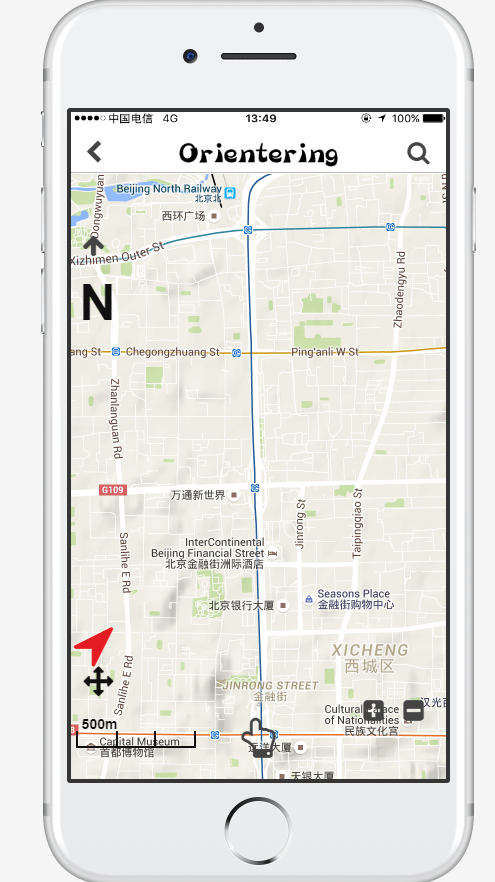 中国电信 4G 13:49 100%
Orientering
Dongwuyuan
Beijing North Railway
北京北
西环广场
Xizhimen Outer St
N
Zhaodengyu Rd
ang St
Chegongzhuang St
Ping'anli W St
Zhanlanguan Rd
G109
万通新世界
Jinrong St
Taipingqiao St
Sanlihe E Rd
InterContinental
Beijing Financial Street
北京金融街洲际酒店
Seasons Place
金融街购物中心
北京银行大厦
XICHENG
西城区
Sanlihe E Rd
JINRONG STREET
金融街
Cultural Palace
of Nationalities
民族文化宫
500m
Capital Museum
首都博物馆
远洋大厦
天银大厦